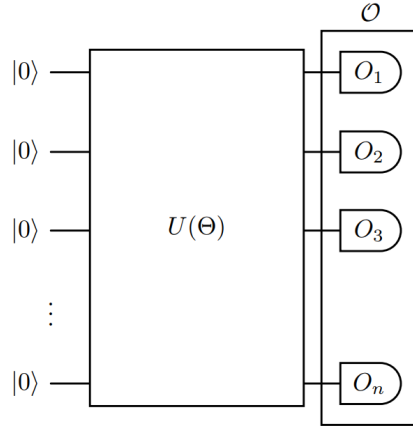 𝒪
|0⟩ O₁
|0⟩ O₂
|0⟩ U(Θ) O₃
⋮
|0⟩ Oₙ